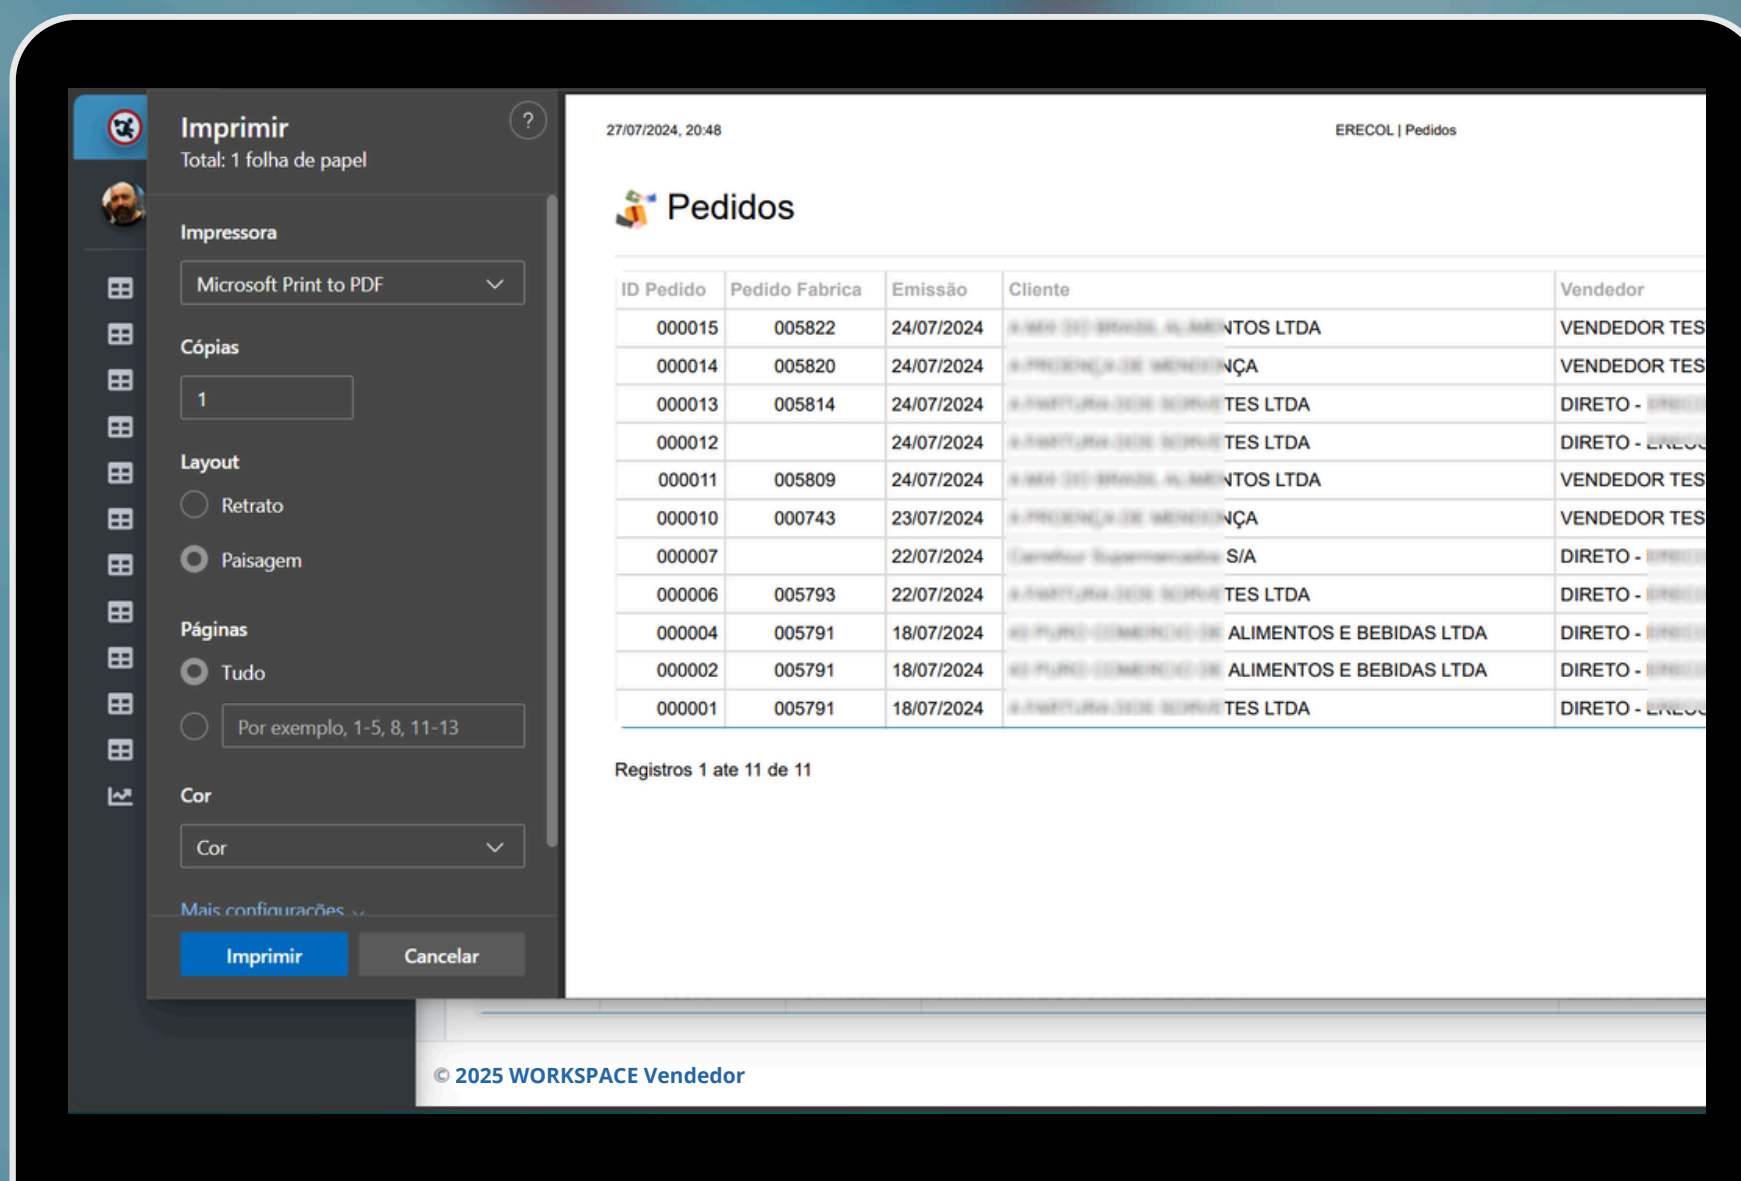 Imprimir
?
Total: 1 folha de papel
Impressora
Microsoft Print to PDF
Cópias
1
Layout
Retrato
Paisagem
Páginas
Tudo
Por exemplo, 1-5, 8, 11-13
Cor
Cor
Mais configurações
Imprimir Cancelar
27/07/2024, 20:48 ERECOL | Pedidos
Pedidos
ID Pedido Pedido Fabrica Emissão Cliente Vendedor
000015 005822 24/07/2024 LTDA VENDEDOR TES
000014 005820 24/07/2024 VENDEDOR TES
000013 005814 24/07/2024 LTDA DIRETO -
000012 24/07/2024 LTDA DIRETO -
000011 005809 24/07/2024 LTDA VENDEDOR TES
000010 000743 23/07/2024 VENDEDOR TES
000007 22/07/2024 S/A DIRETO -
000006 005793 22/07/2024 LTDA DIRETO -
000004 005791 18/07/2024 ALIMENTOS E BEBIDAS LTDA DIRETO -
000002 005791 18/07/2024 ALIMENTOS E BEBIDAS LTDA DIRETO -
000001 005791 18/07/2024 LTDA DIRETO -
Registros 1 ate 11 de 11
© 2025 WORKSPACE Vendedor